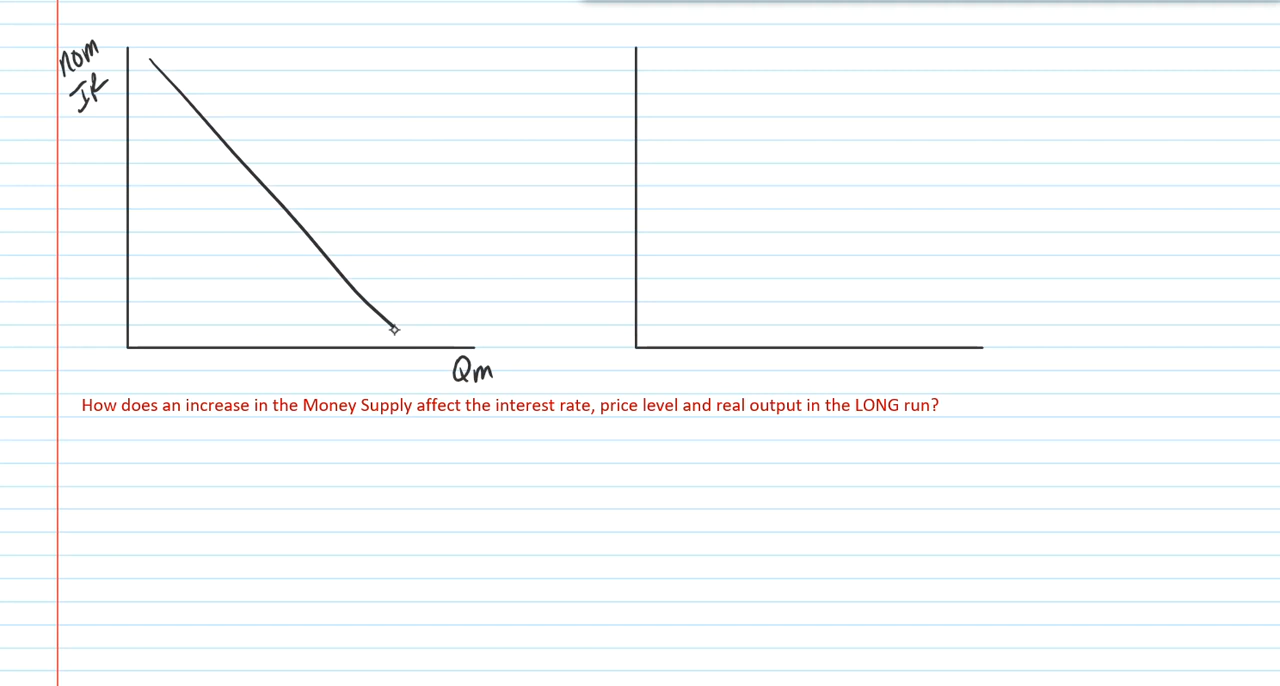 nom
IR
Qm
How does an increase in the Money Supply affect the interest rate, price level and real output in the LONG run?